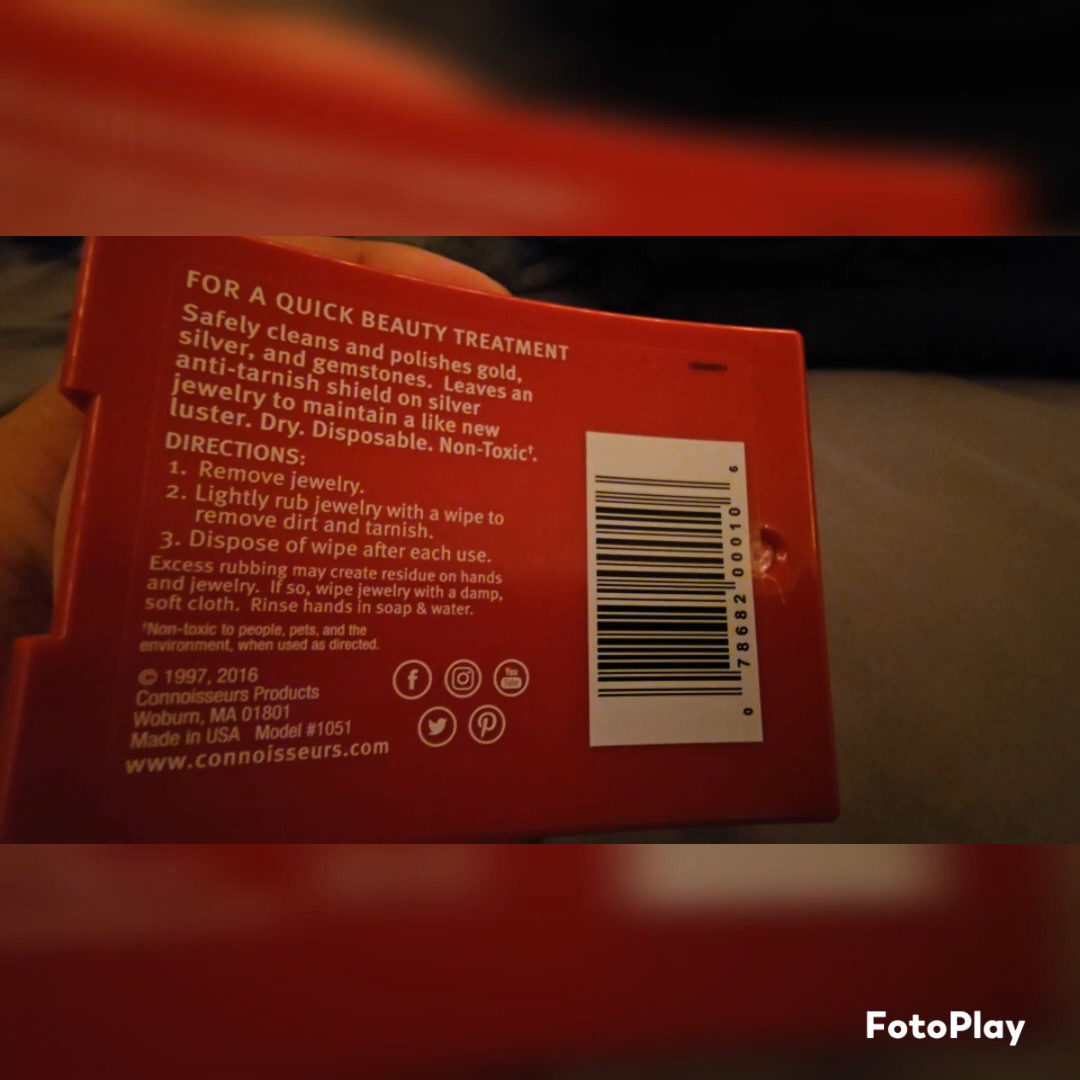 FOR A QUICK BEAUTY TREATMENT
Safely cleans and polishes gold,
silver, and gemstones. Leaves an
anti-tarnish shield on silver
jewelry to maintain a like new
luster. Dry. Disposable. Non-Toxic†.
DIRECTIONS:
1. Remove jewelry.
2. Lightly rub jewelry with a wipe to
remove dirt and tarnish.
3. Dispose of wipe after each use.
Excess rubbing may create residue on hands
and jewelry. If so, wipe jewelry with a damp,
soft cloth. Rinse hands in soap & water.
†Non-toxic to people, pets, and the
environment, when used as directed.
© 1997, 2016
Connoisseurs Products
Woburn, MA 01801
Made in USA Model #1051
www.connoisseurs.com
You Tube
0 78682 00010 6
FotoPlay